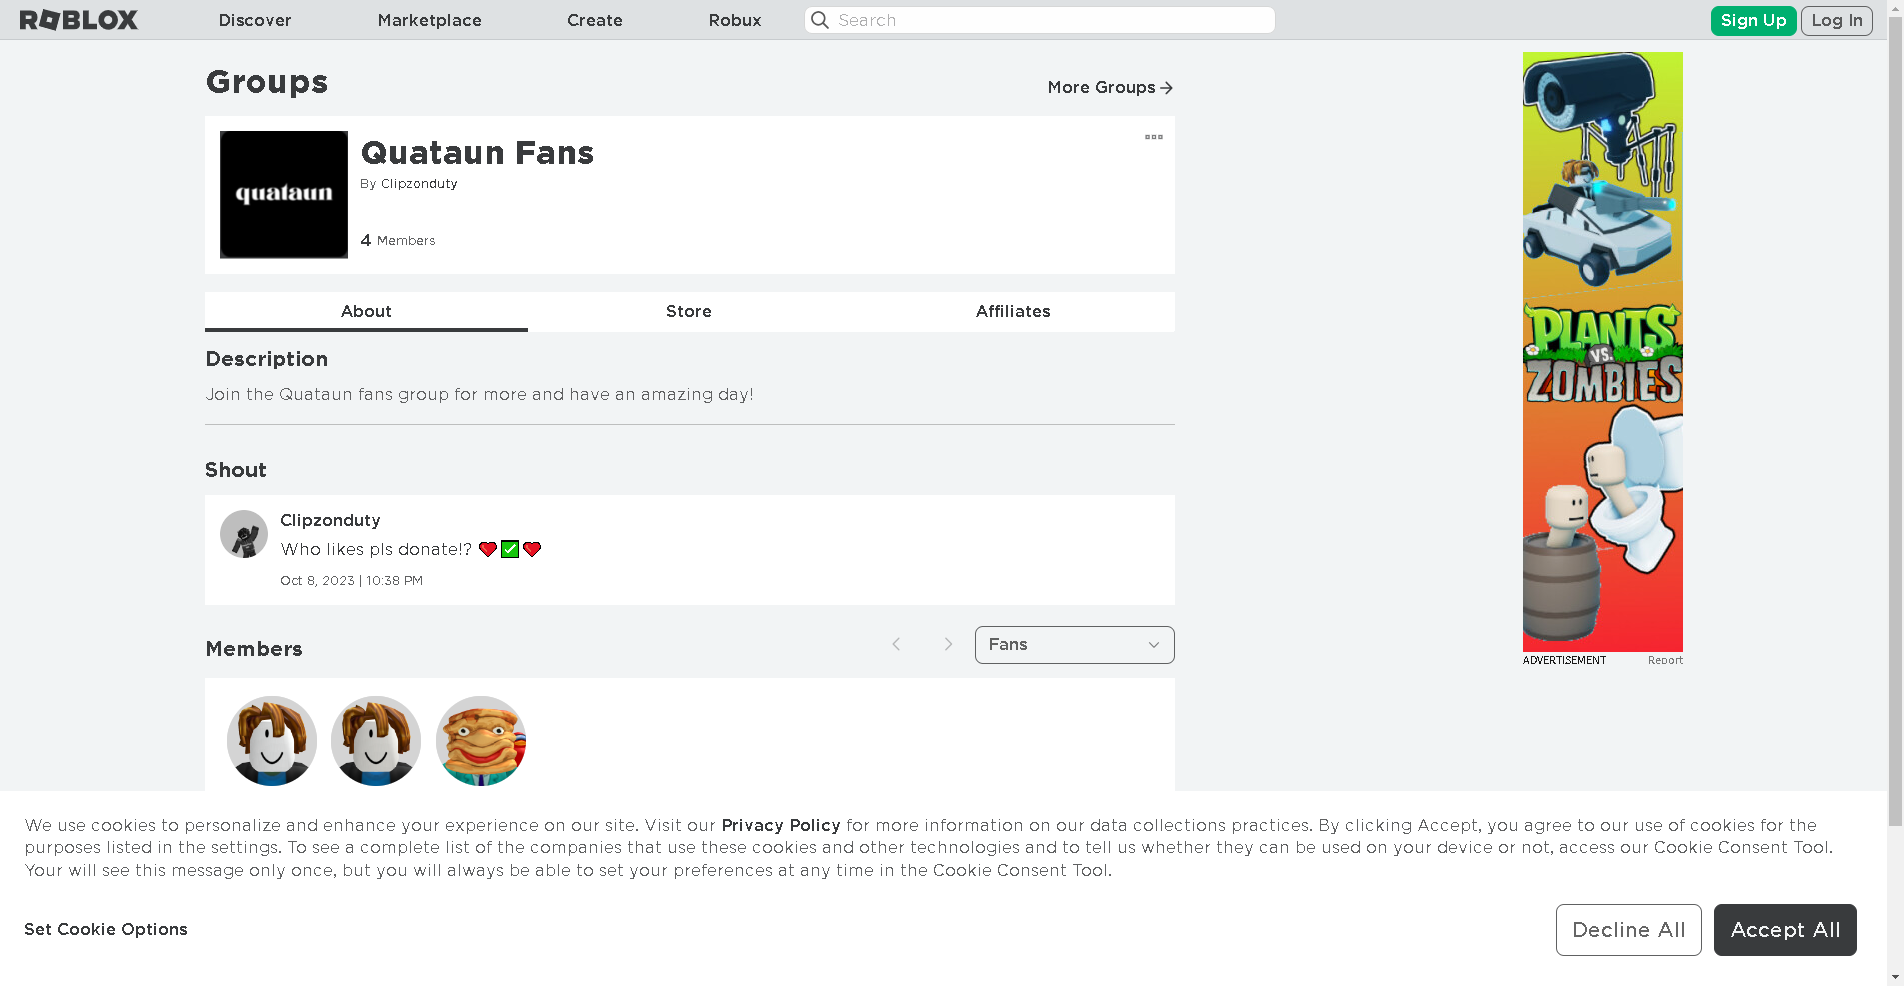 ROBLOX
Discover
Marketplace
Create
Robux
Search
Sign Up
Log In
Groups
More Groups
quataun
Quataun Fans
By Clipzonduty
4 Members
About
Store
Affiliates
Description
Join the Quataun fans group for more and have an amazing day!
Shout
Clipzonduty
Who likes pls donate!? ❤️✅❤️
Oct 8, 2023 | 10:38 PM
Members
Fans
PLANTS
VS.
ZOMBIES
ADVERTISEMENT
Report
We use cookies to personalize and enhance your experience on our site. Visit our Privacy Policy for more information on our data collections practices. By clicking Accept, you agree to our use of cookies for the
purposes listed in the settings. To see a complete list of the companies that use these cookies and other technologies and to tell us whether they can be used on your device or not, access our Cookie Consent Tool.
Your will see this message only once, but you will always be able to set your preferences at any time in the Cookie Consent Tool.
Set Cookie Options
Decline All
Accept All